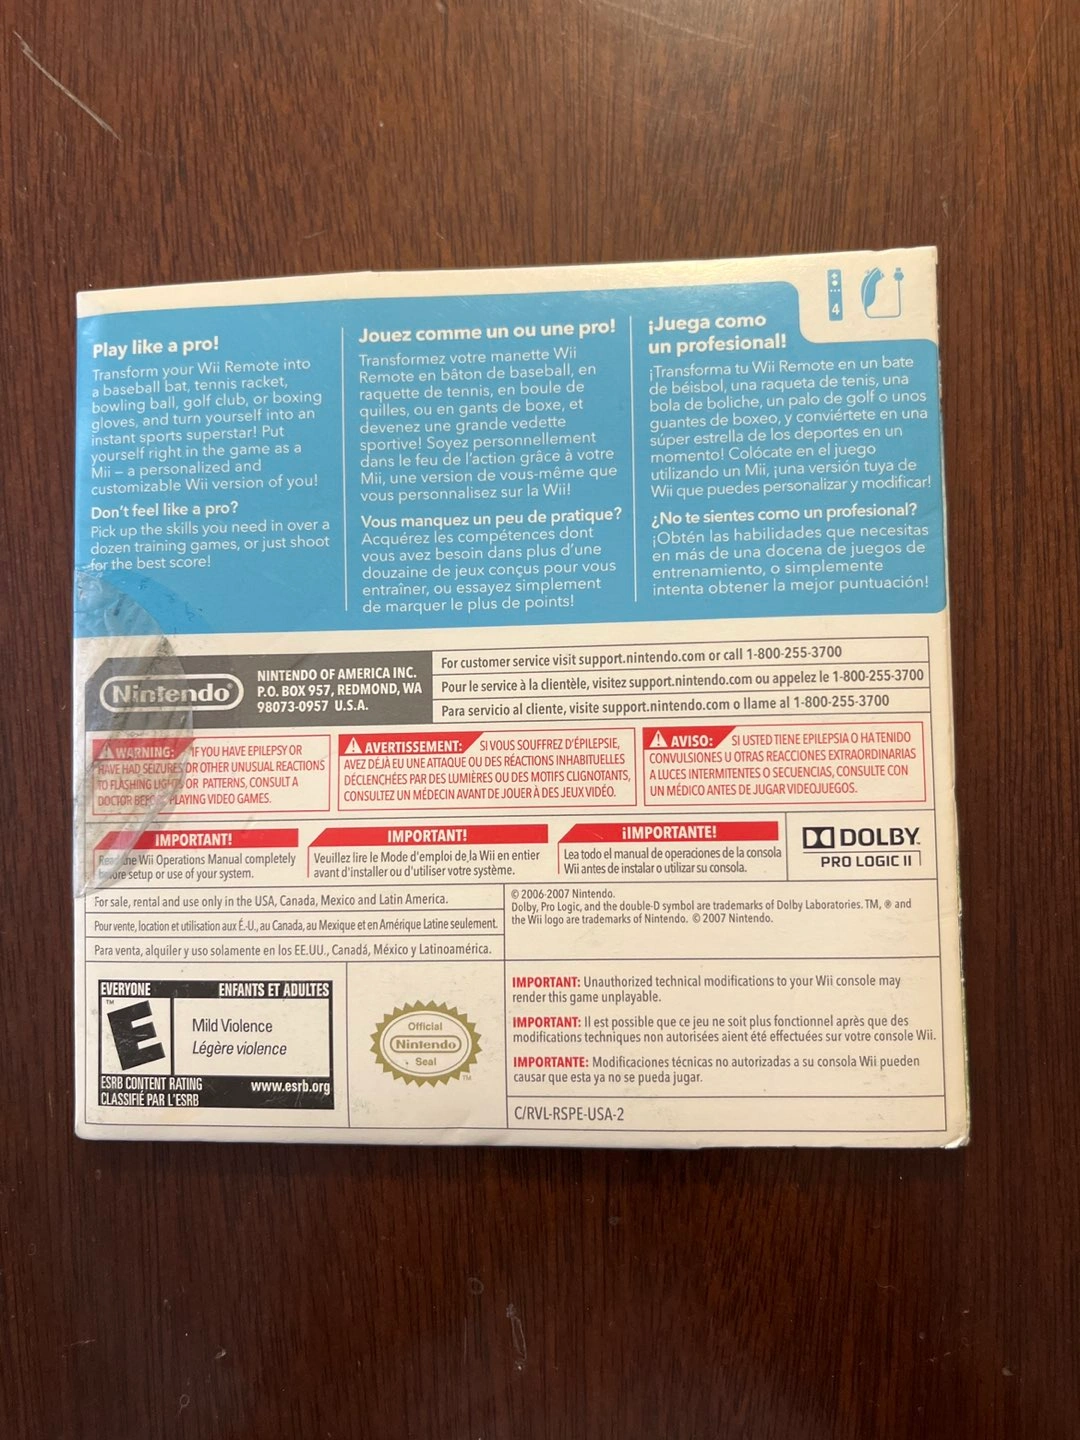 4
Play like a pro!
Transform your Wii Remote into
a baseball bat, tennis racket,
bowling ball, golf club, or boxing
gloves, and turn yourself into an
instant sports superstar! Put
yourself right in the game as a
Mii – a personalized and
customizable Wii version of you!
Don't feel like a pro?
Pick up the skills you need in over a
dozen training games, or just shoot
for the best score!
Jouez comme un ou une pro!
Transformez votre manette Wii
Remote en bâton de baseball, en
raquette de tennis, en boule de
quilles, ou en gants de boxe, et
devenez une grande vedette
sportive! Soyez personnellement
dans le feu de l'action grâce à votre
Mii, une version de vous-même que
vous personnalisez sur la Wii!
Vous manquez un peu de pratique?
Acquérez les compétences dont
vous avez besoin dans plus d'une
douzaine de jeux conçus pour vous
entraîner, ou essayez simplement
de marquer le plus de points!
¡Juega como
un profesional!
¡Transforma tu Wii Remote en un bate
de béisbol, una raqueta de tenis, una
bola de boliche, un palo de golf o unos
guantes de boxeo, y conviértete en una
súper estrella de los deportes en un
momento! Colócate en el juego
utilizando un Mii, ¡una versión tuya de
Wii que puedes personalizar y modificar!
¿No te sientes como un profesional?
¡Obtén las habilidades que necesitas
en más de una docena de juegos de
entrenamiento, o simplemente
intenta obtener la mejor puntuación!
Nintendo®
NINTENDO OF AMERICA INC.
P.O. BOX 957, REDMOND, WA
98073-0957 U.S.A.
For customer service visit support.nintendo.com or call 1-800-255-3700
Pour le service à la clientèle, visitez support.nintendo.com ou appelez le 1-800-255-3700
Para servicio al cliente, visite support.nintendo.com o llame al 1-800-255-3700
WARNING: IF YOU HAVE EPILEPSY OR
HAVE HAD SEIZURES OR OTHER UNUSUAL REACTIONS
TO FLASHING LIGHTS OR PATTERNS, CONSULT A
DOCTOR BEFORE PLAYING VIDEO GAMES.
AVERTISSEMENT: SI VOUS SOUFFREZ D'ÉPILEPSIE,
AVEZ DÉJÀ EU UNE ATTAQUE OU DES RÉACTIONS INHABITUELLES
DÉCLENCHÉES PAR DES LUMIÈRES OU DES MOTIFS CLIGNOTANTS,
CONSULTEZ UN MÉDECIN AVANT DE JOUER À DES JEUX VIDÉO.
AVISO: SI USTED TIENE EPILEPSIA O HA TENIDO
CONVULSIONES U OTRAS REACCIONES EXTRAORDINARIAS
A LUCES INTERMITENTES O SECUENCIAS, CONSULTE CON
UN MÉDICO ANTES DE JUGAR VIDEOJUEGOS.
IMPORTANT!
Read the Wii Operations Manual completely
before setup or use of your system.
IMPORTANT!
Veuillez lire le Mode d'emploi de la Wii en entier
avant d'installer ou d'utiliser votre système.
¡IMPORTANTE!
Lea todo el manual de operaciones de la consola
Wii antes de instalar o utilizar su consola.
DOLBY
PRO LOGIC II
For sale, rental and use only in the USA, Canada, Mexico and Latin America.
Pour vente, location et utilisation aux É.-U., au Canada, au Mexique et en Amérique Latine seulement.
Para venta, alquiler y uso solamente en los EE.UU., Canadá, México y Latinoamérica.
© 2006-2007 Nintendo.
Dolby, Pro Logic, and the double-D symbol are trademarks of Dolby Laboratories. TM, ® and
the Wii logo are trademarks of Nintendo. © 2007 Nintendo.
EVERYONE ENFANTS ET ADULTES
TM
E
Mild Violence
Légère violence
ESRB CONTENT RATING www.esrb.org
CLASSIFIÉ PAR L'ESRB
Official
Nintendo
Seal
TM
IMPORTANT: Unauthorized technical modifications to your Wii console may
render this game unplayable.
IMPORTANT: Il est possible que ce jeu ne soit plus fonctionnel après que des
modifications techniques non autorisées aient été effectuées sur votre console Wii.
IMPORTANTE: Modificaciones técnicas no autorizadas a su consola Wii pueden
causar que esta ya no se pueda jugar.
C/RVL-RSPE-USA-2